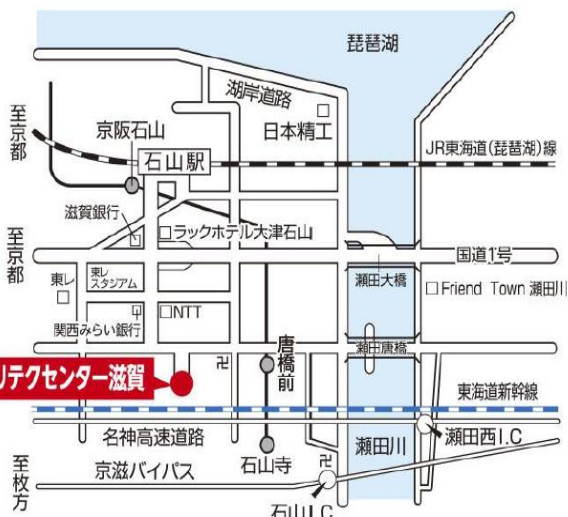 琵琶湖
湖岸道路
至京都
京阪石山
日本精工
石山駅
JR東海道(琵琶湖)線
滋賀銀行
ラックホテル大津石山
至京都
国道1号
東レ
東レ
スタジアム
瀬田大橋
Friend Town 瀬田川
関西みらい銀行
NTT
唐橋前
瀬田唐橋
卍
リテクセンター滋賀
東海道新幹線
名神高速道路
瀬田西I.C
石山寺
瀬田川
卍
至枚方
京滋バイパス
石山I.C